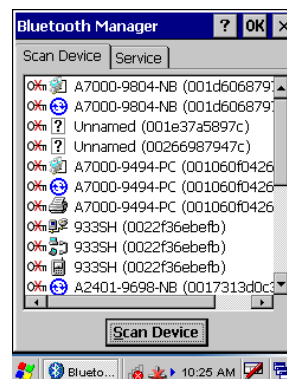 Bluetooth Manager ? OK ×
Scan Device Service
A7000-9804-NB (001d6068797
A7000-9804-NB (001d6068797
? Unnamed (001e37a5897c)
? Unnamed (00266987947c)
A7000-9494-PC (001060f0426
A7000-9494-PC (001060f0426
A7000-9494-PC (001060f0426
933SH (0022f36ebefb)
933SH (0022f36ebefb)
933SH (0022f36ebefb)
A2401-9698-NB (0017313d0c3
Scan Device
Blueto... 10:25 AM